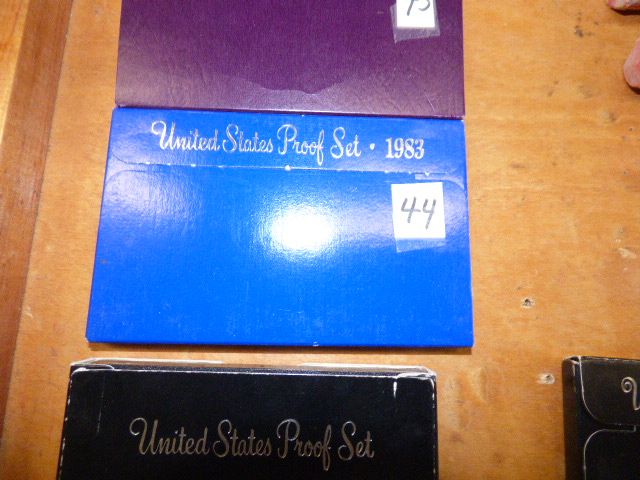 United States Proof Set • 1983
44
United States Proof Set